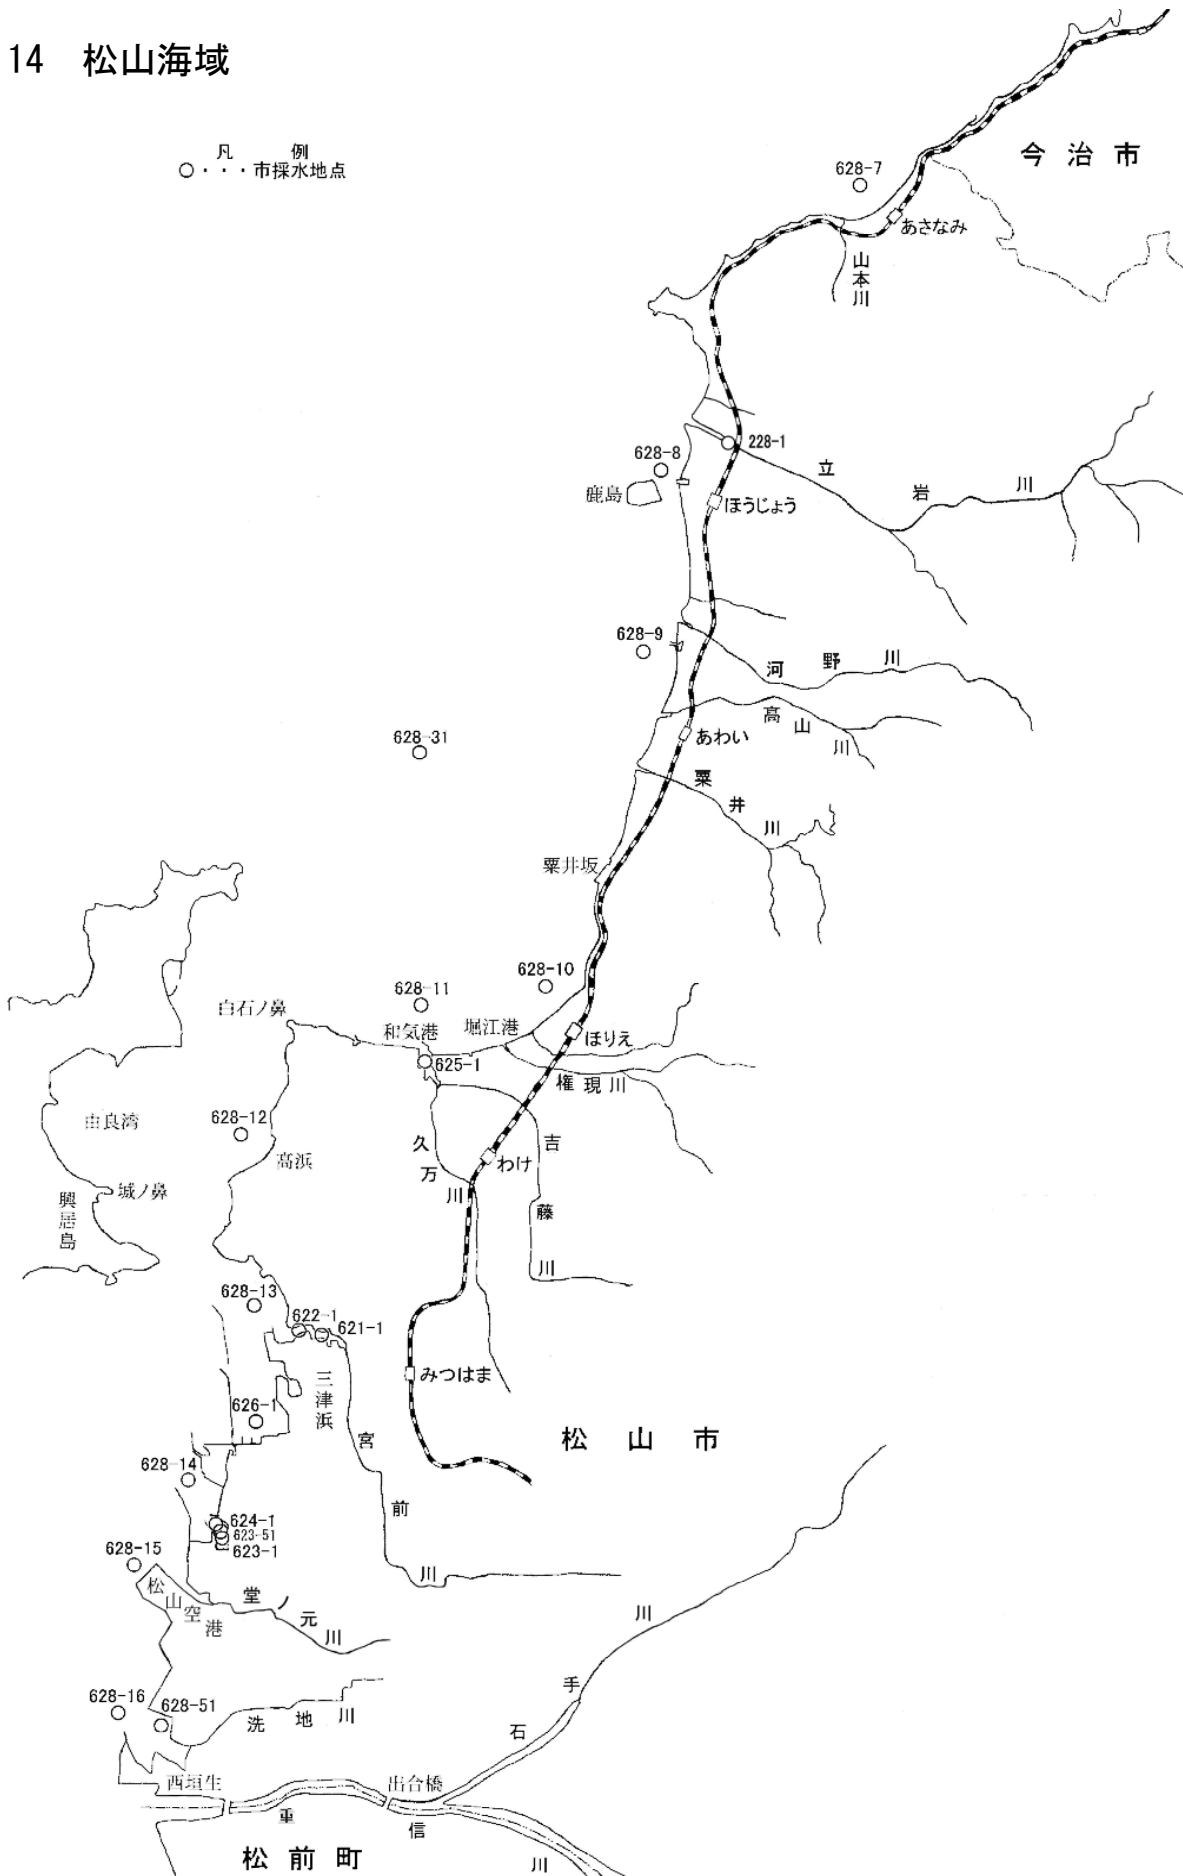 14 松山海域
凡 例
○・・・市採水地点
今治市
628-7
あさなみ
山本川
228-1
628-8
鹿島
立岩川
ほうじょう
628-9
河野川
高山川
628-31
あわい
粟井川
粟井坂
628-10
628-11
白石ノ鼻
和気港
堀江港
ほりえ
625-1
権現川
由良湾
628-12
高浜
久万川
吉藤川
わけ
城ノ鼻
興居島
628-13
622-1
621-1
みつはま
三津浜
626-1
宮前川
松山市
628-14
624-1
623-51
623-1
628-15
松山空港
堂ノ元川
石手川
628-16
628-51
洗地川
西垣生
出合橋
重信川
松前町